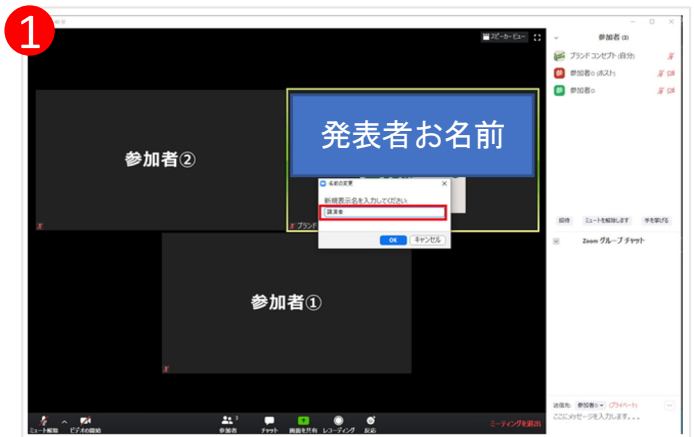 1
スピーカービュー
参加者 (3)
ブランド コンセプト (自分)
参加者○ (ホスト)
参加者○
発表者お名前
参加者②
名前の変更
新規表示名を入力してください:
講演者
OK
キャンセル
ブランド
招待
ミュートを解除します
手を挙げる
Zoom グループ チャット
参加者①
送信先:
参加者○
(プライベート)
ここにメッセージを入力します...
ミュート解除
ビデオの開始
3
参加者
チャット
画面を共有
レコーディング
反応
ミーティングを退出